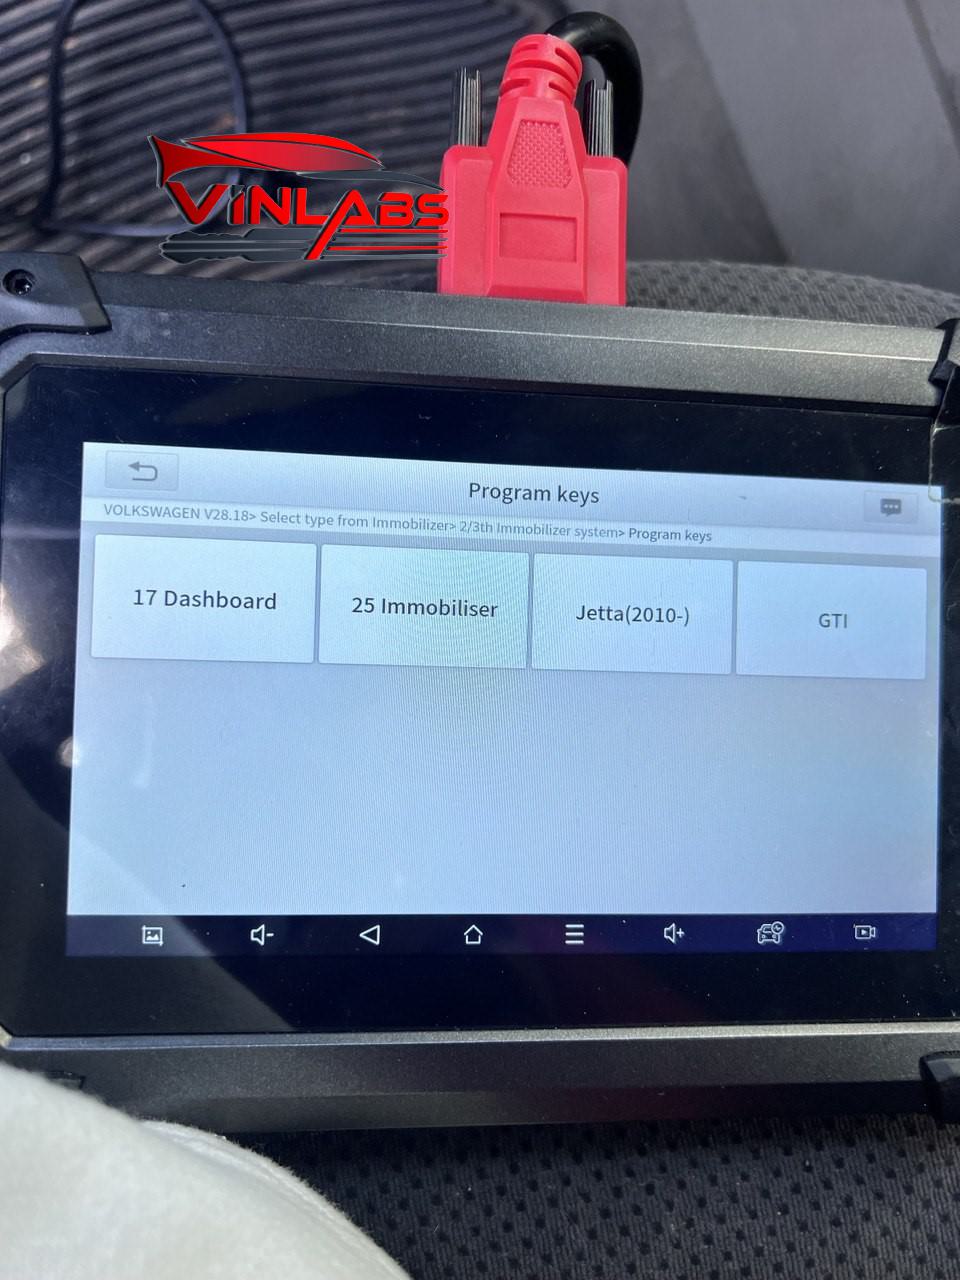 VINLABS
Program keys
VOLKSWAGEN V28.18> Select type from Immobilizer> 2/3th Immobilizer system> Program keys
17 Dashboard
25 Immobiliser
Jetta(2010-)
GTI